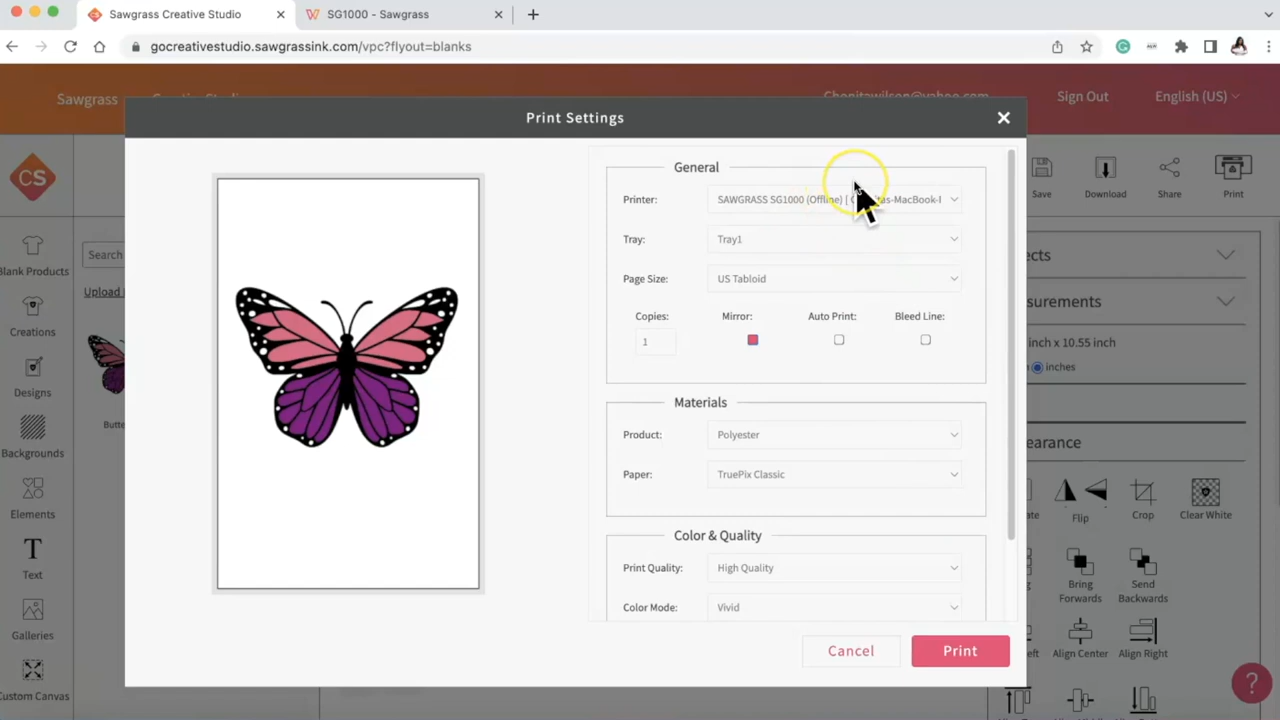 Sawgrass Creative Studio
SG1000 - Sawgrass
gocreativestudio.sawgrassink.com/vpc?flyout=blanks
Sawgrass
Sign Out
English (US)
Print Settings
CS
Save
Download
Share
Print
Blank Products
Search
Upload
Creations
Designs
Backgrounds
Elements
Text
Galleries
Custom Canvas
General
Printer:
SAWGRASS SG1000 (Offline) |
Tray:
Tray1
Page Size:
US Tabloid
Copies:
Mirror:
Auto Print:
Bleed Line:
1
Materials
Product:
Polyester
Paper:
TruePix Classic
Color & Quality
Print Quality:
High Quality
Color Mode:
Vivid
Cancel
Print
inch x 10.55 inch
inches
Flip
Crop
Clear White
Bring
Forwards
Send
Backwards
Align Center
Align Right
?